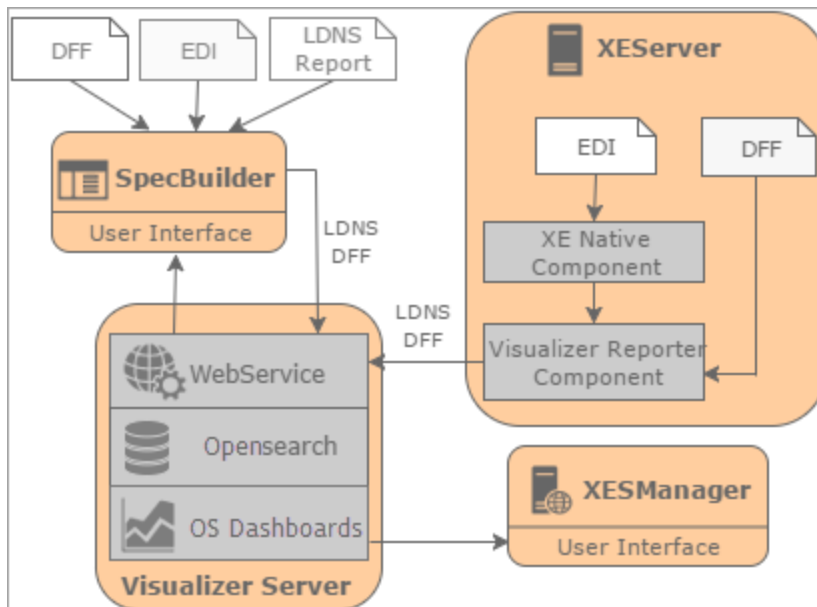 DFF
EDI
LDNS
Report
SpecBuilder
User Interface
LDNS
DFF
XEServer
EDI
DFF
XE Native
Component
Visualizer Reporter
Component
LDNS
DFF
WebService
Opensearch
OS Dashboards
Visualizer Server
XESManager
User Interface